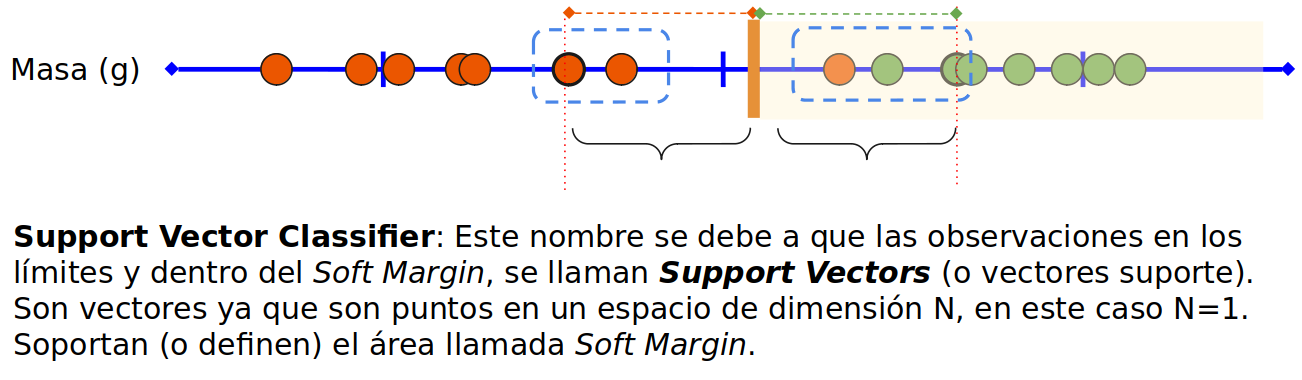 Masa (g)
Support Vector Classifier: Este nombre se debe a que las observaciones en los
límites y dentro del Soft Margin, se llaman Support Vectors (o vectores suporte).
Son vectores ya que son puntos en un espacio de dimensión N, en este caso N=1.
Soportan (o definen) el área llamada Soft Margin.